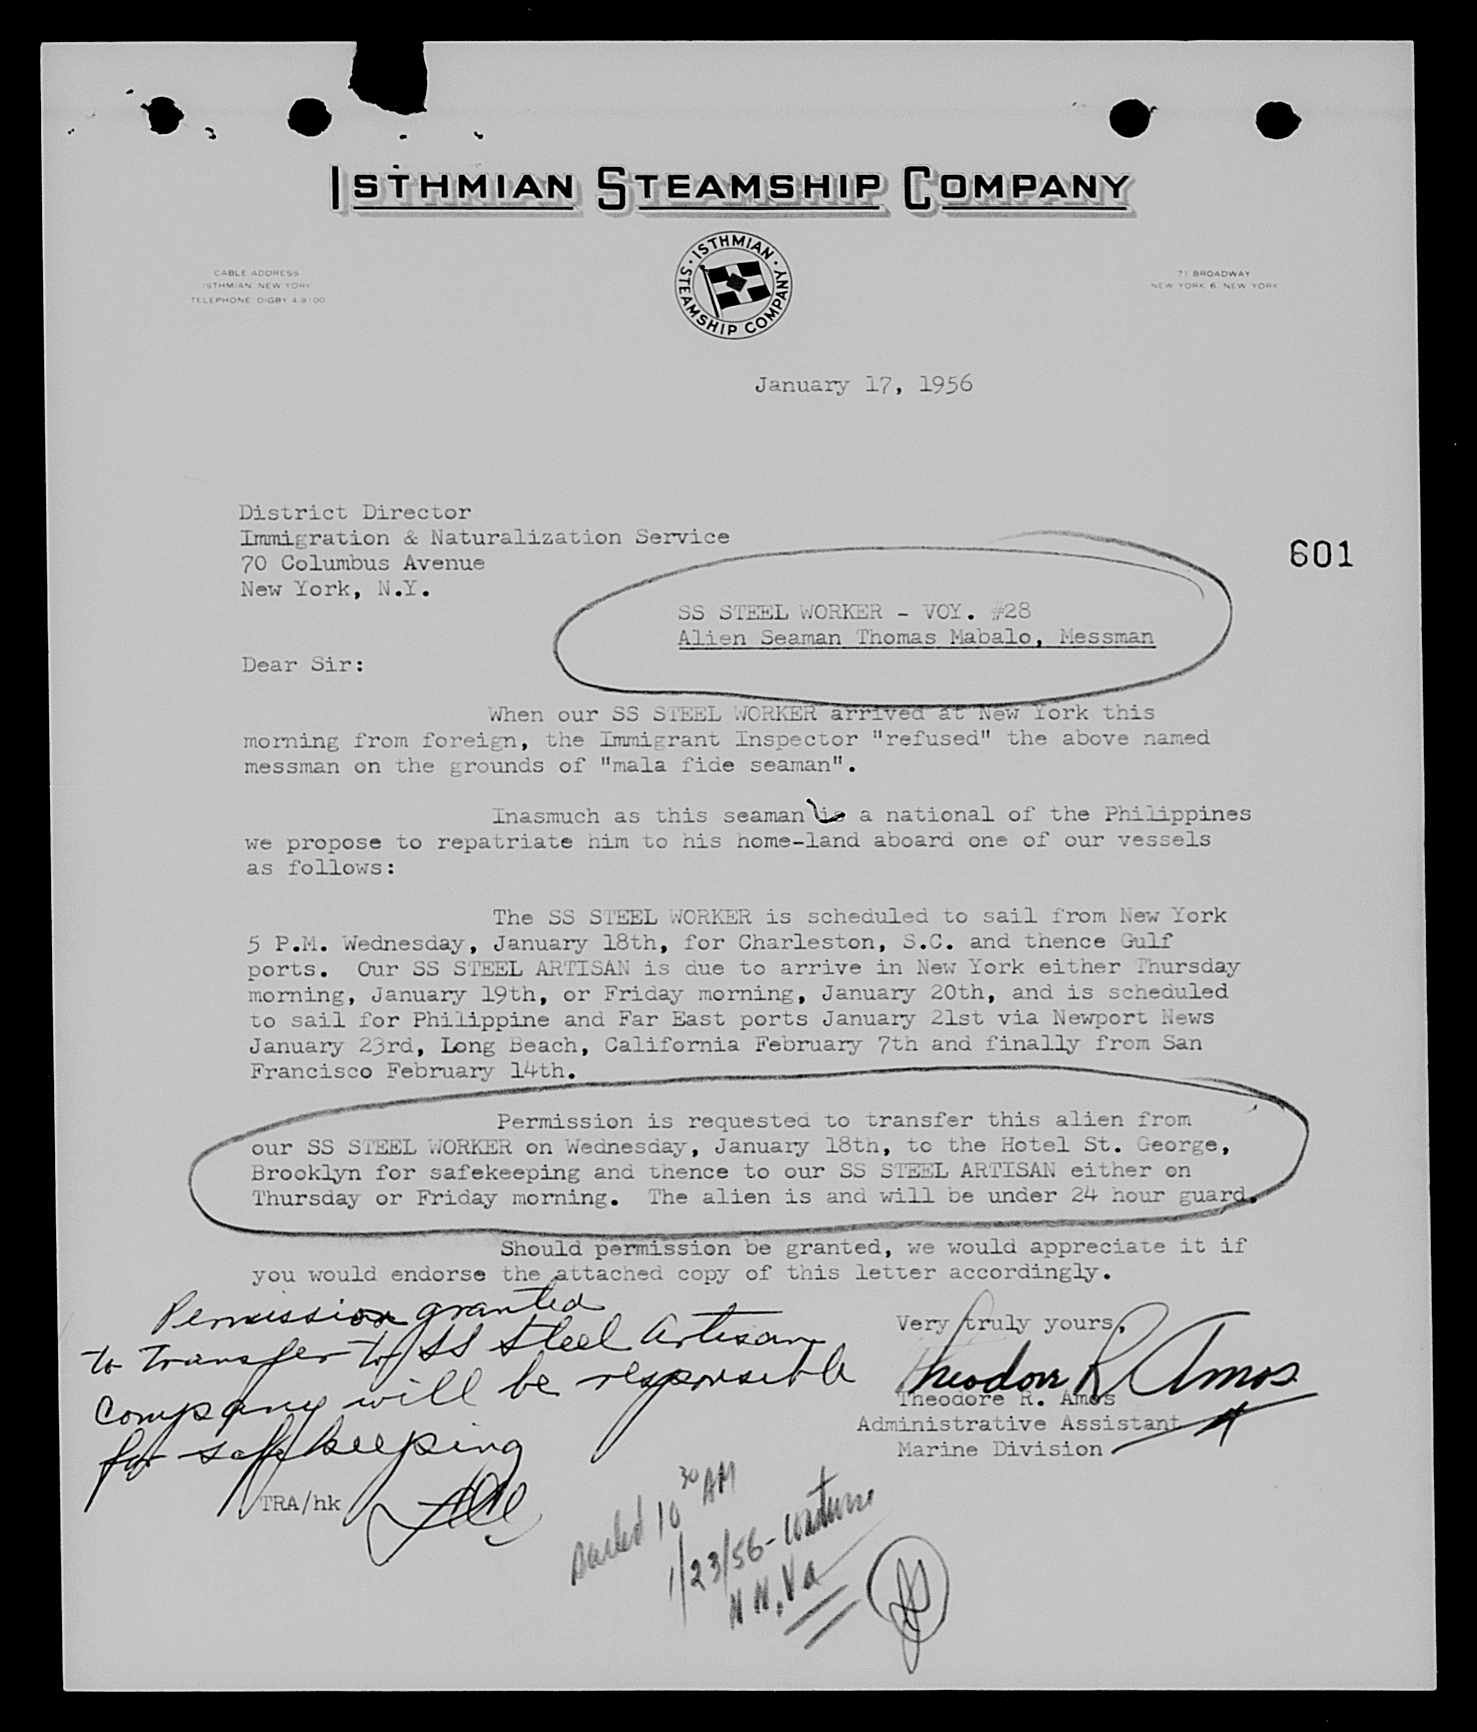 ISTHMIAN STEAMSHIP COMPANY
ISTHMIAN STEAMSHIP COMPANY
CABLE ADDRESS
ISTHMIAN NEW YORK
TELEPHONE DIGBY 4-9100
71 BROADWAY
NEW YORK 6, NEW YORK
January 17, 1956
District Director
Immigration & Naturalization Service
70 Columbus Avenue
New York, N.Y.
601
SS STEEL WORKER - VOY. #28
Alien Seaman Thomas Mabalo, Messman
Dear Sir:
When our SS STEEL WORKER arrived at New York this
morning from foreign, the Immigrant Inspector "refused" the above named
messman on the grounds of "mala fide seaman".
Inasmuch as this seaman is a national of the Philippines
we propose to repatriate him to his home-land aboard one of our vessels
as follows:
The SS STEEL WORKER is scheduled to sail from New York
5 P.M. Wednesday, January 18th, for Charleston, S.C. and thence Gulf
ports. Our SS STEEL ARTISAN is due to arrive in New York either Thursday
morning, January 19th, or Friday morning, January 20th, and is scheduled
to sail for Philippine and Far East ports January 21st via Newport News
January 23rd, Long Beach, California February 7th and finally from San
Francisco February 14th.
Permission is requested to transfer this alien from
our SS STEEL WORKER on Wednesday, January 18th, to the Hotel St. George,
Brooklyn for safekeeping and thence to our SS STEEL ARTISAN either on
Thursday or Friday morning. The alien is and will be under 24 hour guard.
Should permission be granted, we would appreciate it if
you would endorse the attached copy of this letter accordingly.
Permission granted
to transfer to SS Steel Artisan
Company will be responsible
for safe keeping
Very truly yours,
Theodore R. Amos
Theodore R. Amos
Administrative Assistant
Marine Division
TRA/hk
Sailed 10 30 AM
1/23/56 -
N.N. Va